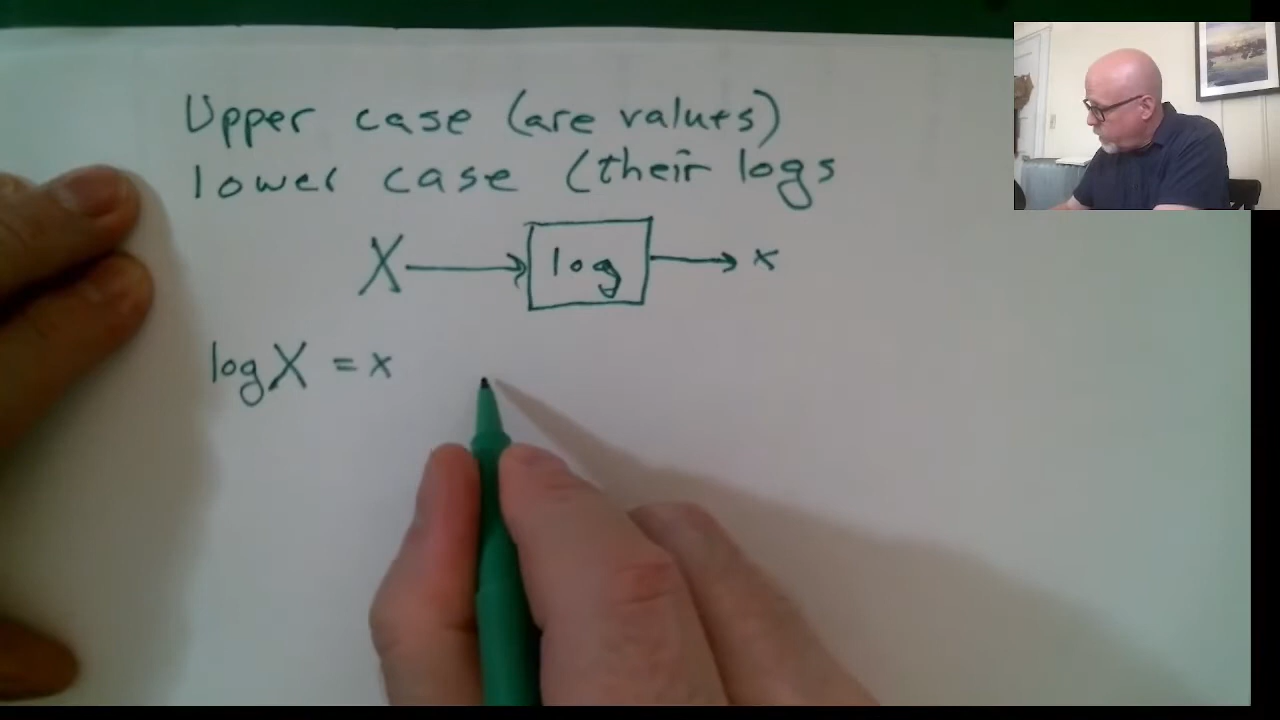 Upper case (are values)
lower case (their logs
X → log → x
log X = x